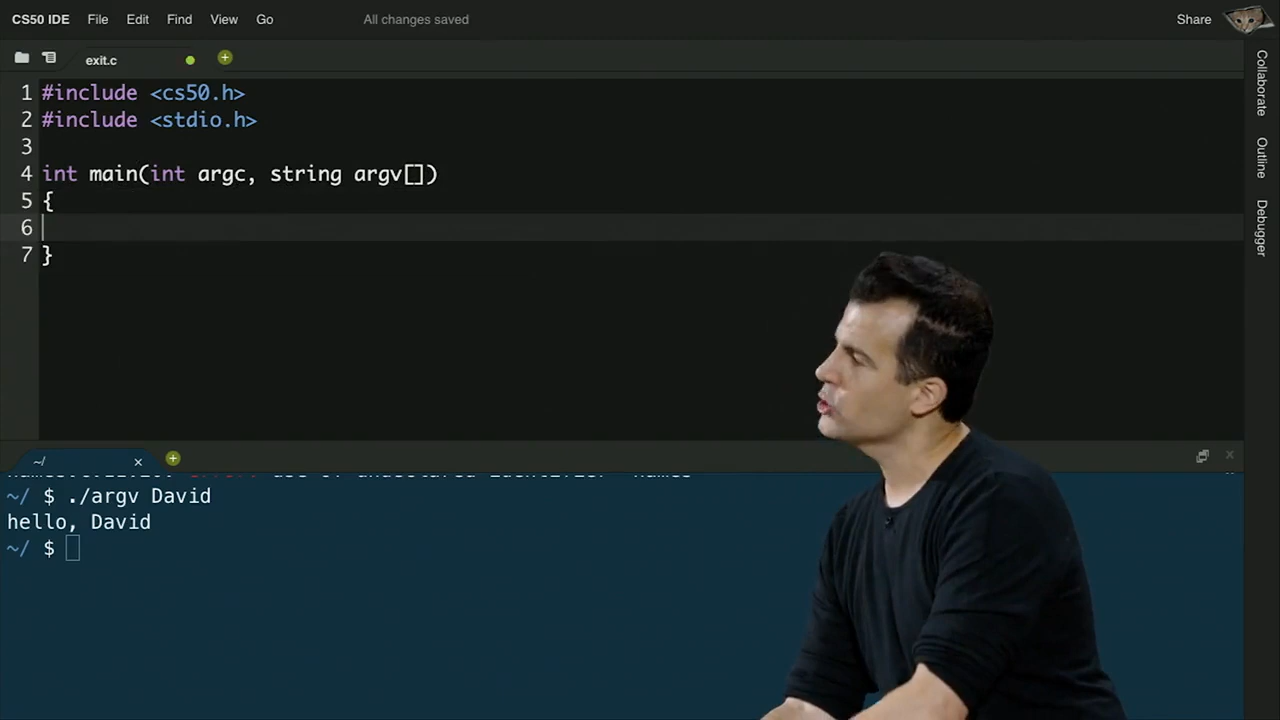 CS50 IDE File Edit Find View Go All changes saved Share
exit.c
1 #include <cs50.h>
2 #include <stdio.h>
3
4 int main(int argc, string argv[])
5 {
6
7 }
Collaborate
Outline
Debugger
~/
~/ $ ./argv David
hello, David
~/ $